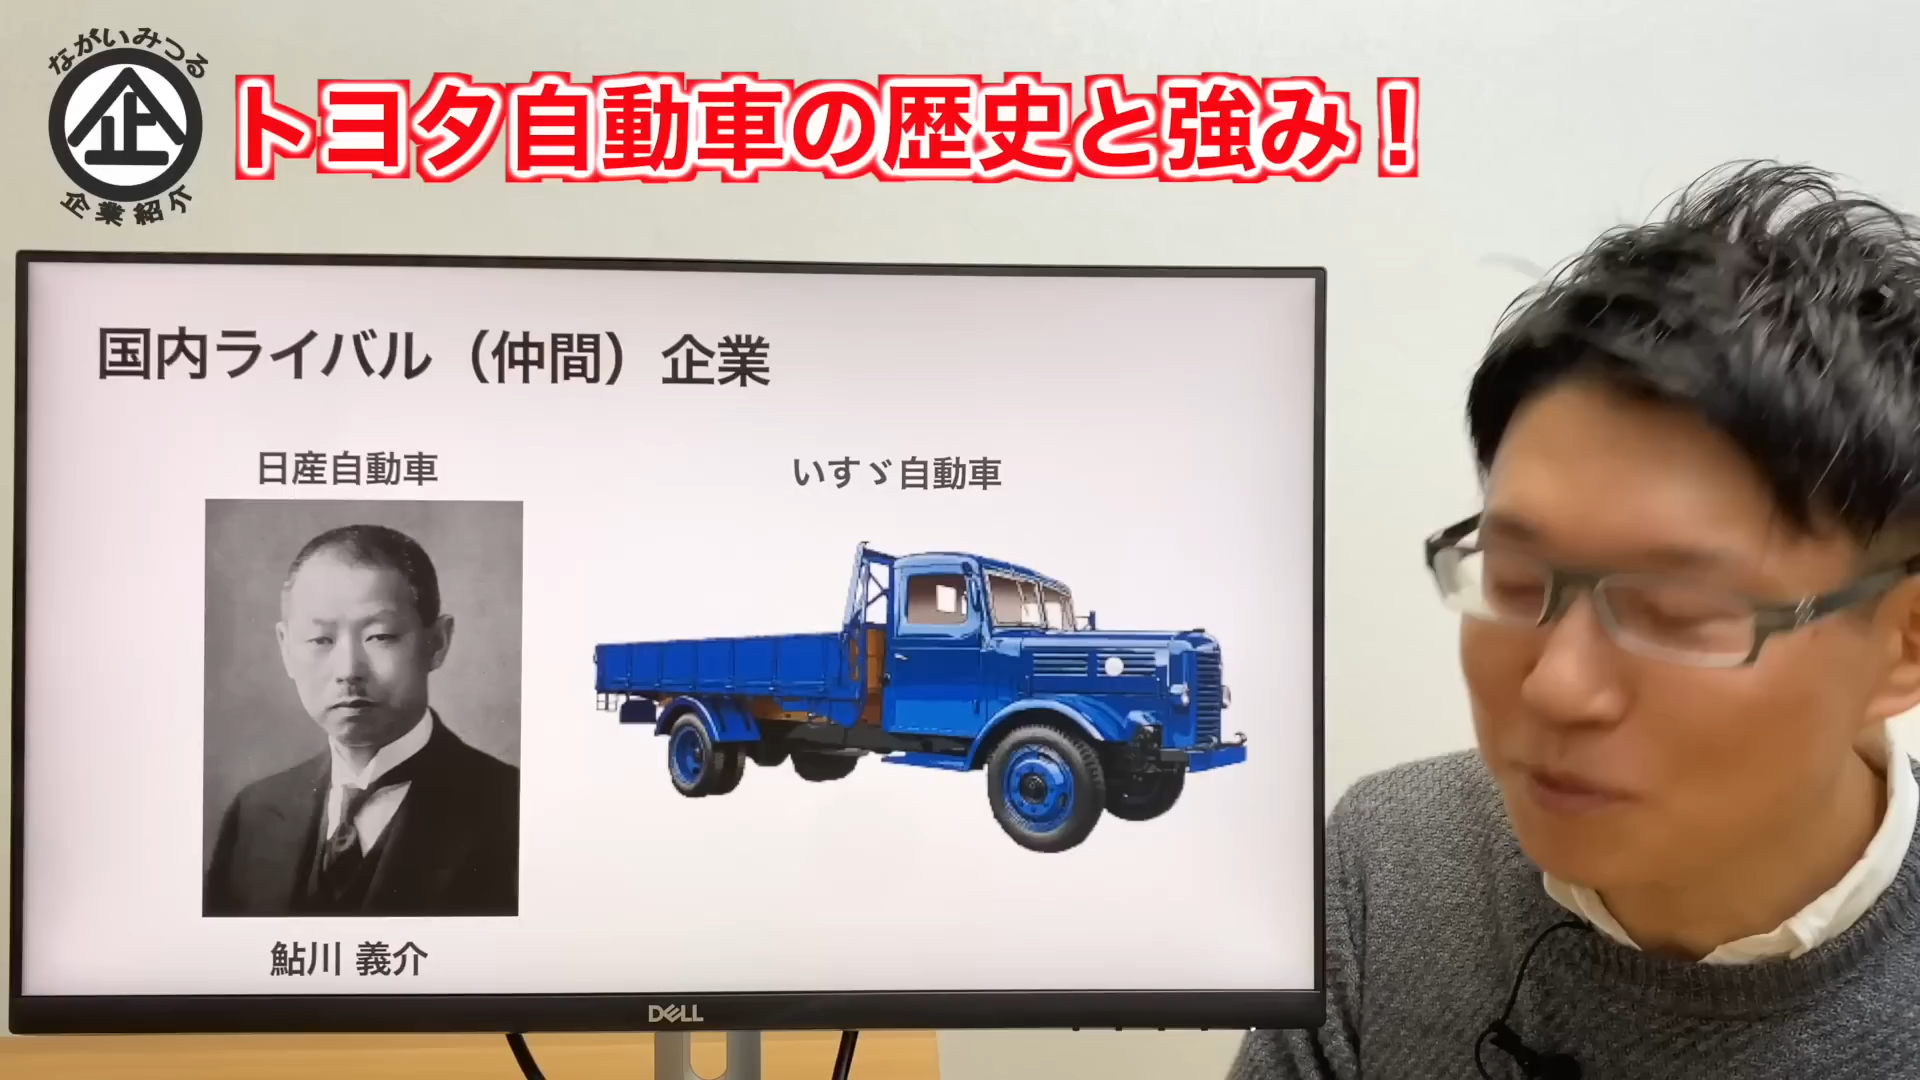 ながいみつる
企
企業紹介
トヨタ自動車の歴史と強み！
国内ライバル（仲間）企業
日産自動車
いすゞ自動車
鮎川 義介
DELL